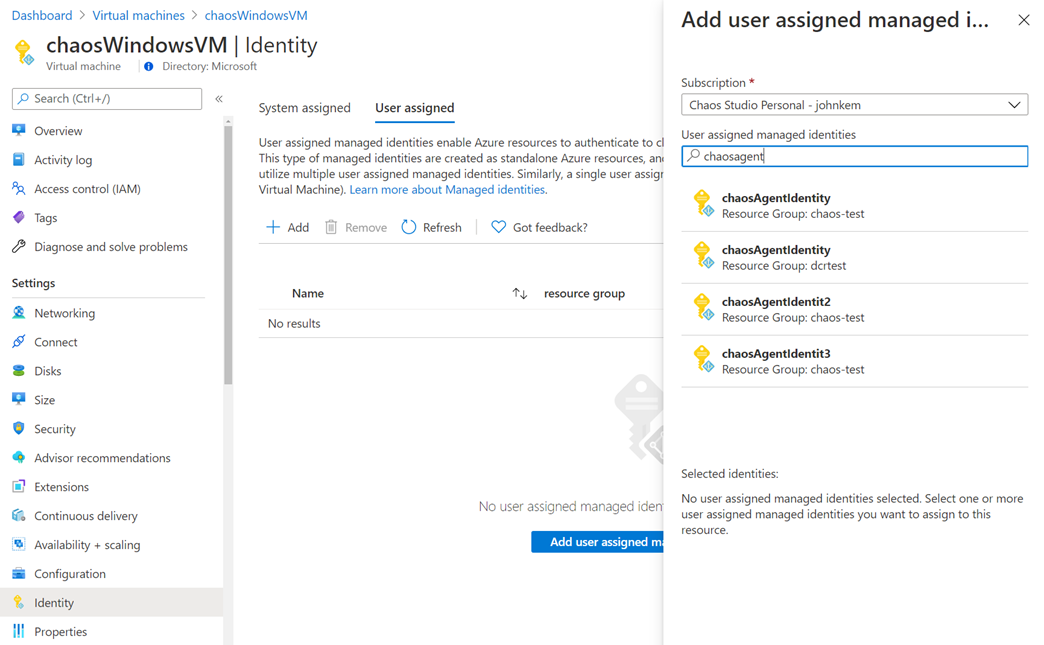 Dashboard > Virtual machines > chaosWindowsVM
chaosWindowsVM | Identity
Virtual machine
Directory: Microsoft
Search (Ctrl+/)
«
Overview
Activity log
Access control (IAM)
Tags
Diagnose and solve problems
Settings
Networking
Connect
Disks
Size
Security
Advisor recommendations
Extensions
Continuous delivery
Availability + scaling
Configuration
Identity
Properties
System assigned
User assigned
User assigned managed identities enable Azure resources to authenticate to cl
This type of managed identities are created as standalone Azure resources, and
utilize multiple user assigned managed identities. Similarly, a single user assign
Virtual Machine). Learn more about Managed identities.
Add
Remove
Refresh
Got feedback?
Name
resource group
No results
No user assigned managed iden
Add user assigned ma
Add user assigned managed i...
Subscription *
Chaos Studio Personal - johnkem
User assigned managed identities
chaosagent
chaosAgentIdentity
Resource Group: chaos-test
chaosAgentIdentity
Resource Group: dcrtest
chaosAgentIdentit2
Resource Group: chaos-test
chaosAgentIdentit3
Resource Group: chaos-test
Selected identities:
No user assigned managed identities selected. Select one or more
user assigned managed identities you want to assign to this
resource.